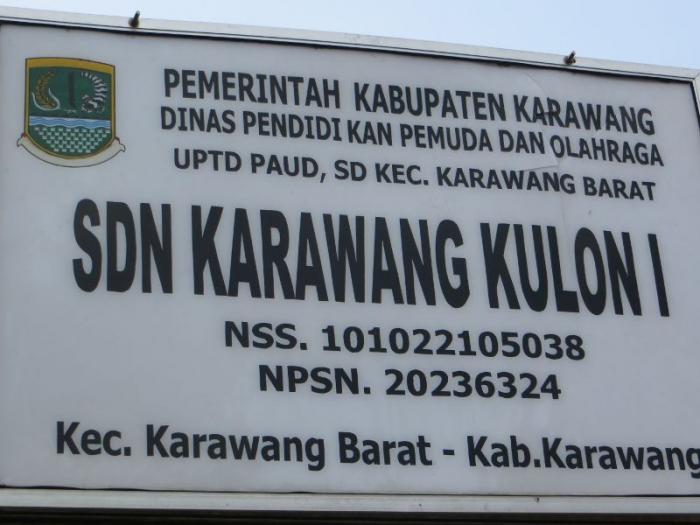 PEMERINTAH KABUPATEN KARAWANG
DINAS PENDIDI KAN PEMUDA DAN OLAHRAGA
UPTD PAUD, SD KEC. KARAWANG BARAT
SDN KARAWANG KULON I
NSS. 101022105038
NPSN. 20236324
Kec. Karawang Barat - Kab.Karawang